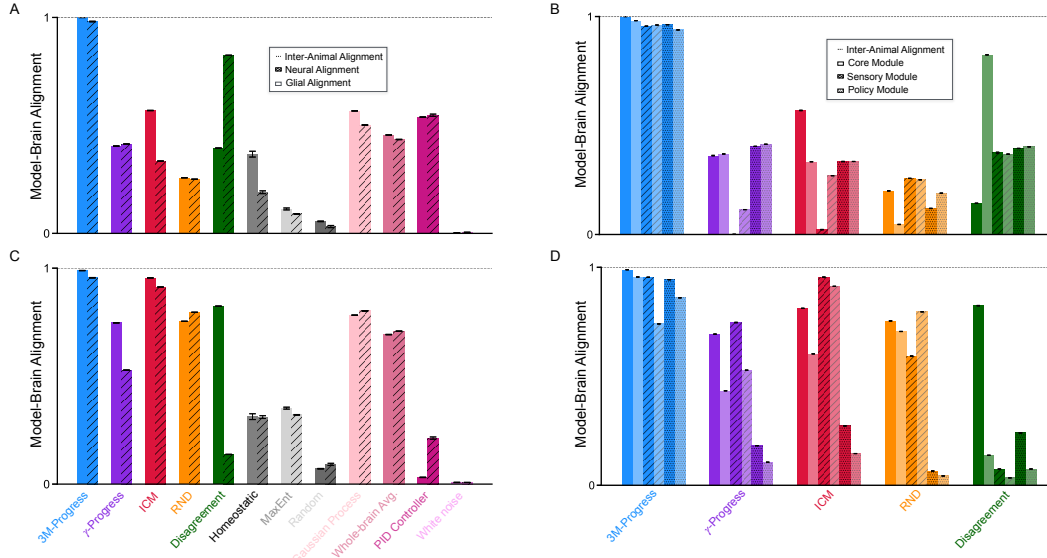 A
1
Model-Brain Alignment
0
Inter-Animal Alignment
Neural Alignment
Glial Alignment
B
1
Model-Brain Alignment
0
Inter-Animal Alignment
Core Module
Sensory Module
Policy Module
C
1
Model-Brain Alignment
0
3M-Progress
γ-Progress
ICM
RND
Disagreement
Homeostatic
MaxEnt
Random
Gaussian Process
Whole-brain Avg.
PID Controller
White noise
D
1
Model-Brain Alignment
0
3M-Progress
γ-Progress
ICM
RND
Disagreement